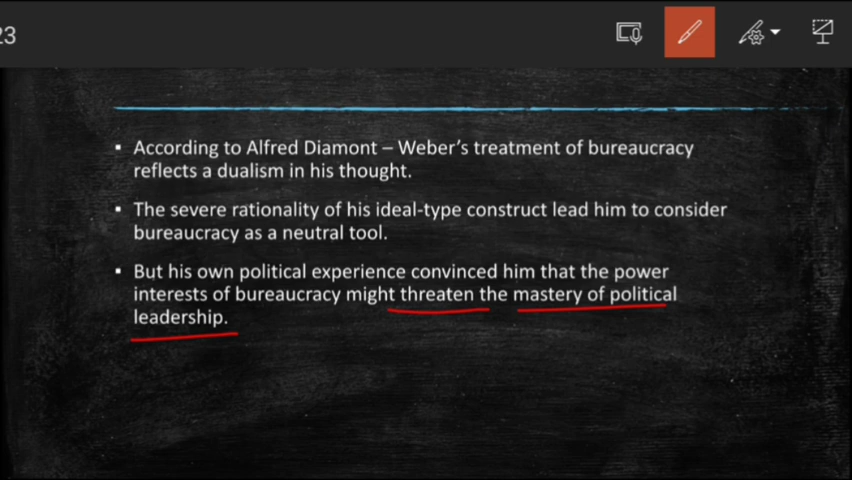 23
▪ According to Alfred Diamont – Weber's treatment of bureaucracy
reflects a dualism in his thought.
▪ The severe rationality of his ideal-type construct lead him to consider
bureaucracy as a neutral tool.
▪ But his own political experience convinced him that the power
interests of bureaucracy might threaten the mastery of political
leadership.